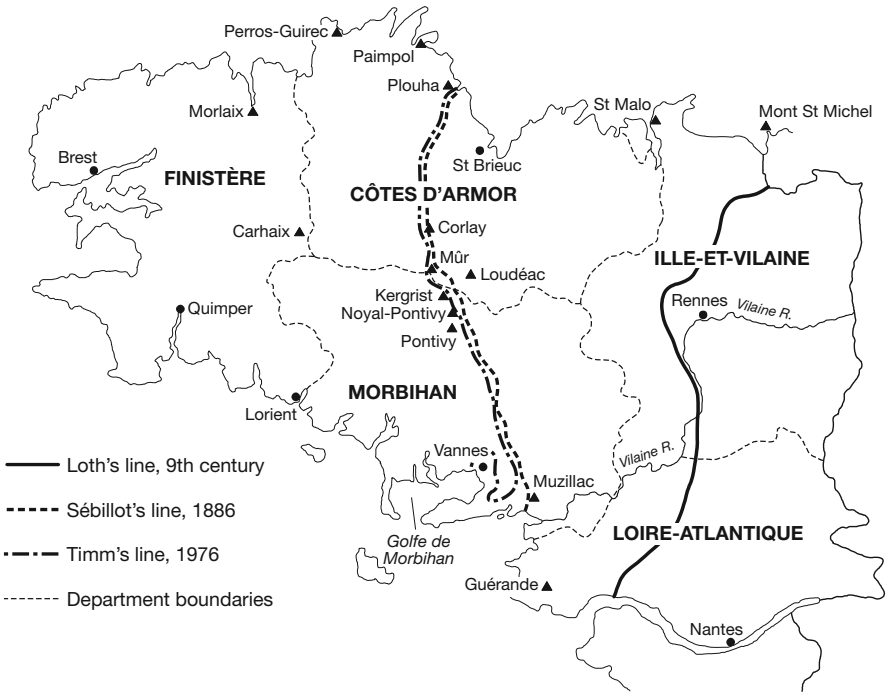 Perros-Guirec
Paimpol
Plouha
Morlaix
St Malo
Mont St Michel
Brest
St Brieuc
FINISTÈRE
CÔTES D'ARMOR
Carhaix
Corlay
Mûr
ILLE-ET-VILAINE
Loudéac
Kergrist
Rennes
Vilaine R.
Quimper
Noyal-Pontivy
Pontivy
MORBIHAN
Lorient
Vannes
Vilaine R.
Loth's line, 9th century
Muzillac
Sébillot's line, 1886
LOIRE-ATLANTIQUE
Golfe de
Morbihan
Timm's line, 1976
Guérande
Department boundaries
Nantes